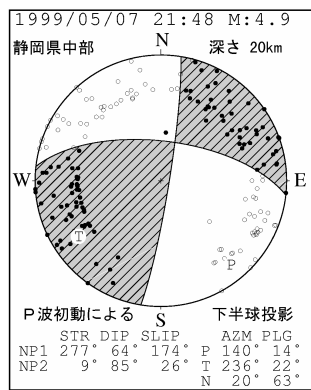 1999/05/07 21:48 M:4.9
静岡県中部 N 深さ 20km
W E
T
P
P波初動による S 下半球投影
STR DIP SLIP AZM PLG
NP1 277° 64° 174° P 140° 14°
NP2 9° 85° 26° T 236° 22°
N 20° 63°